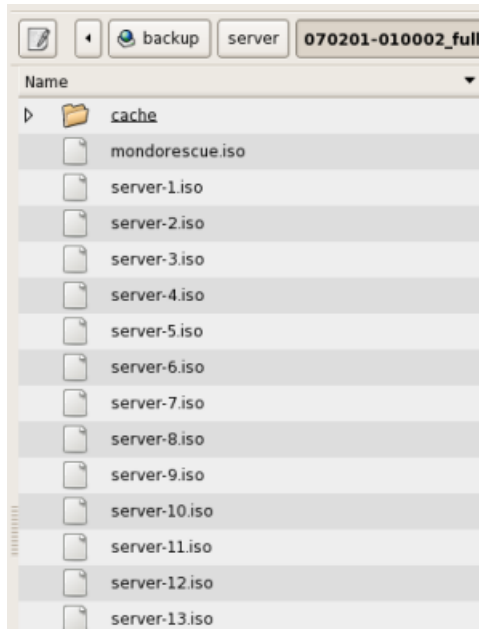 backup server 070201-010002_full
Name
cache
mondorescue.iso
server-1.iso
server-2.iso
server-3.iso
server-4.iso
server-5.iso
server-6.iso
server-7.iso
server-8.iso
server-9.iso
server-10.iso
server-11.iso
server-12.iso
server-13.iso